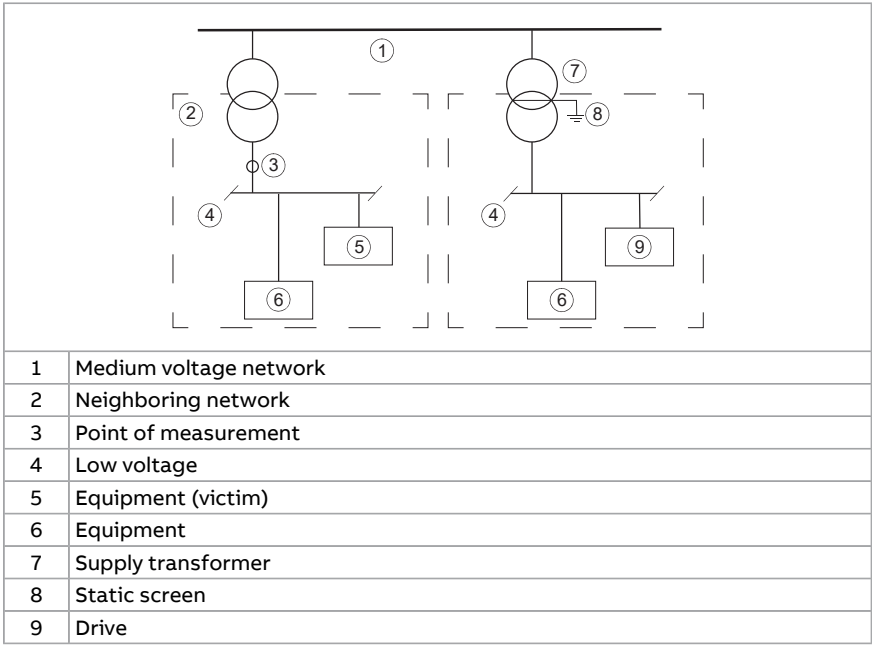 1
7
2
8
3
4
4
5
9
6
6
1 Medium voltage network
2 Neighboring network
3 Point of measurement
4 Low voltage
5 Equipment (victim)
6 Equipment
7 Supply transformer
8 Static screen
9 Drive